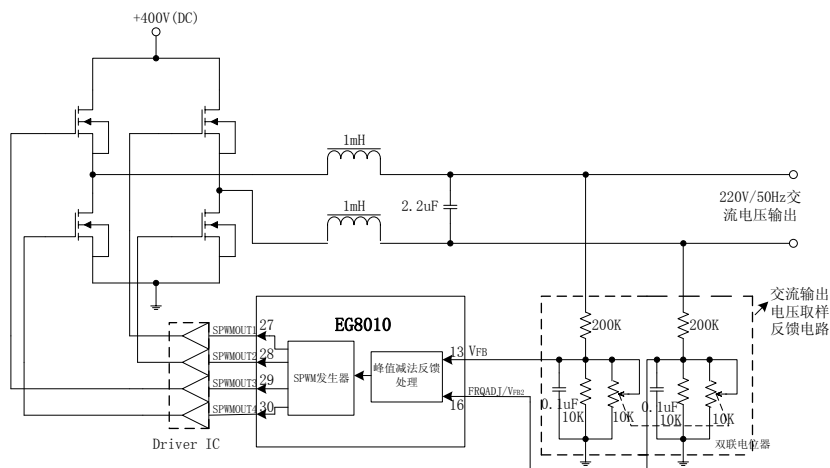 +400V(DC)
1mH
1mH
2.2uF
220V/50Hz交
流电压输出
交流输出
电压取样
反馈电路
EG8010
SPWMOUT1
27
SPWMOUT2
28
SPWMOUT3
29
SPWMOUT4
30
SPWM发生器
峰值减法反馈
处理
13
VFB
FRQADJ/VFB2
16
Driver IC
200K
200K
0.1uF
10K
10K
0.1uF
10K
10K
双联电位器